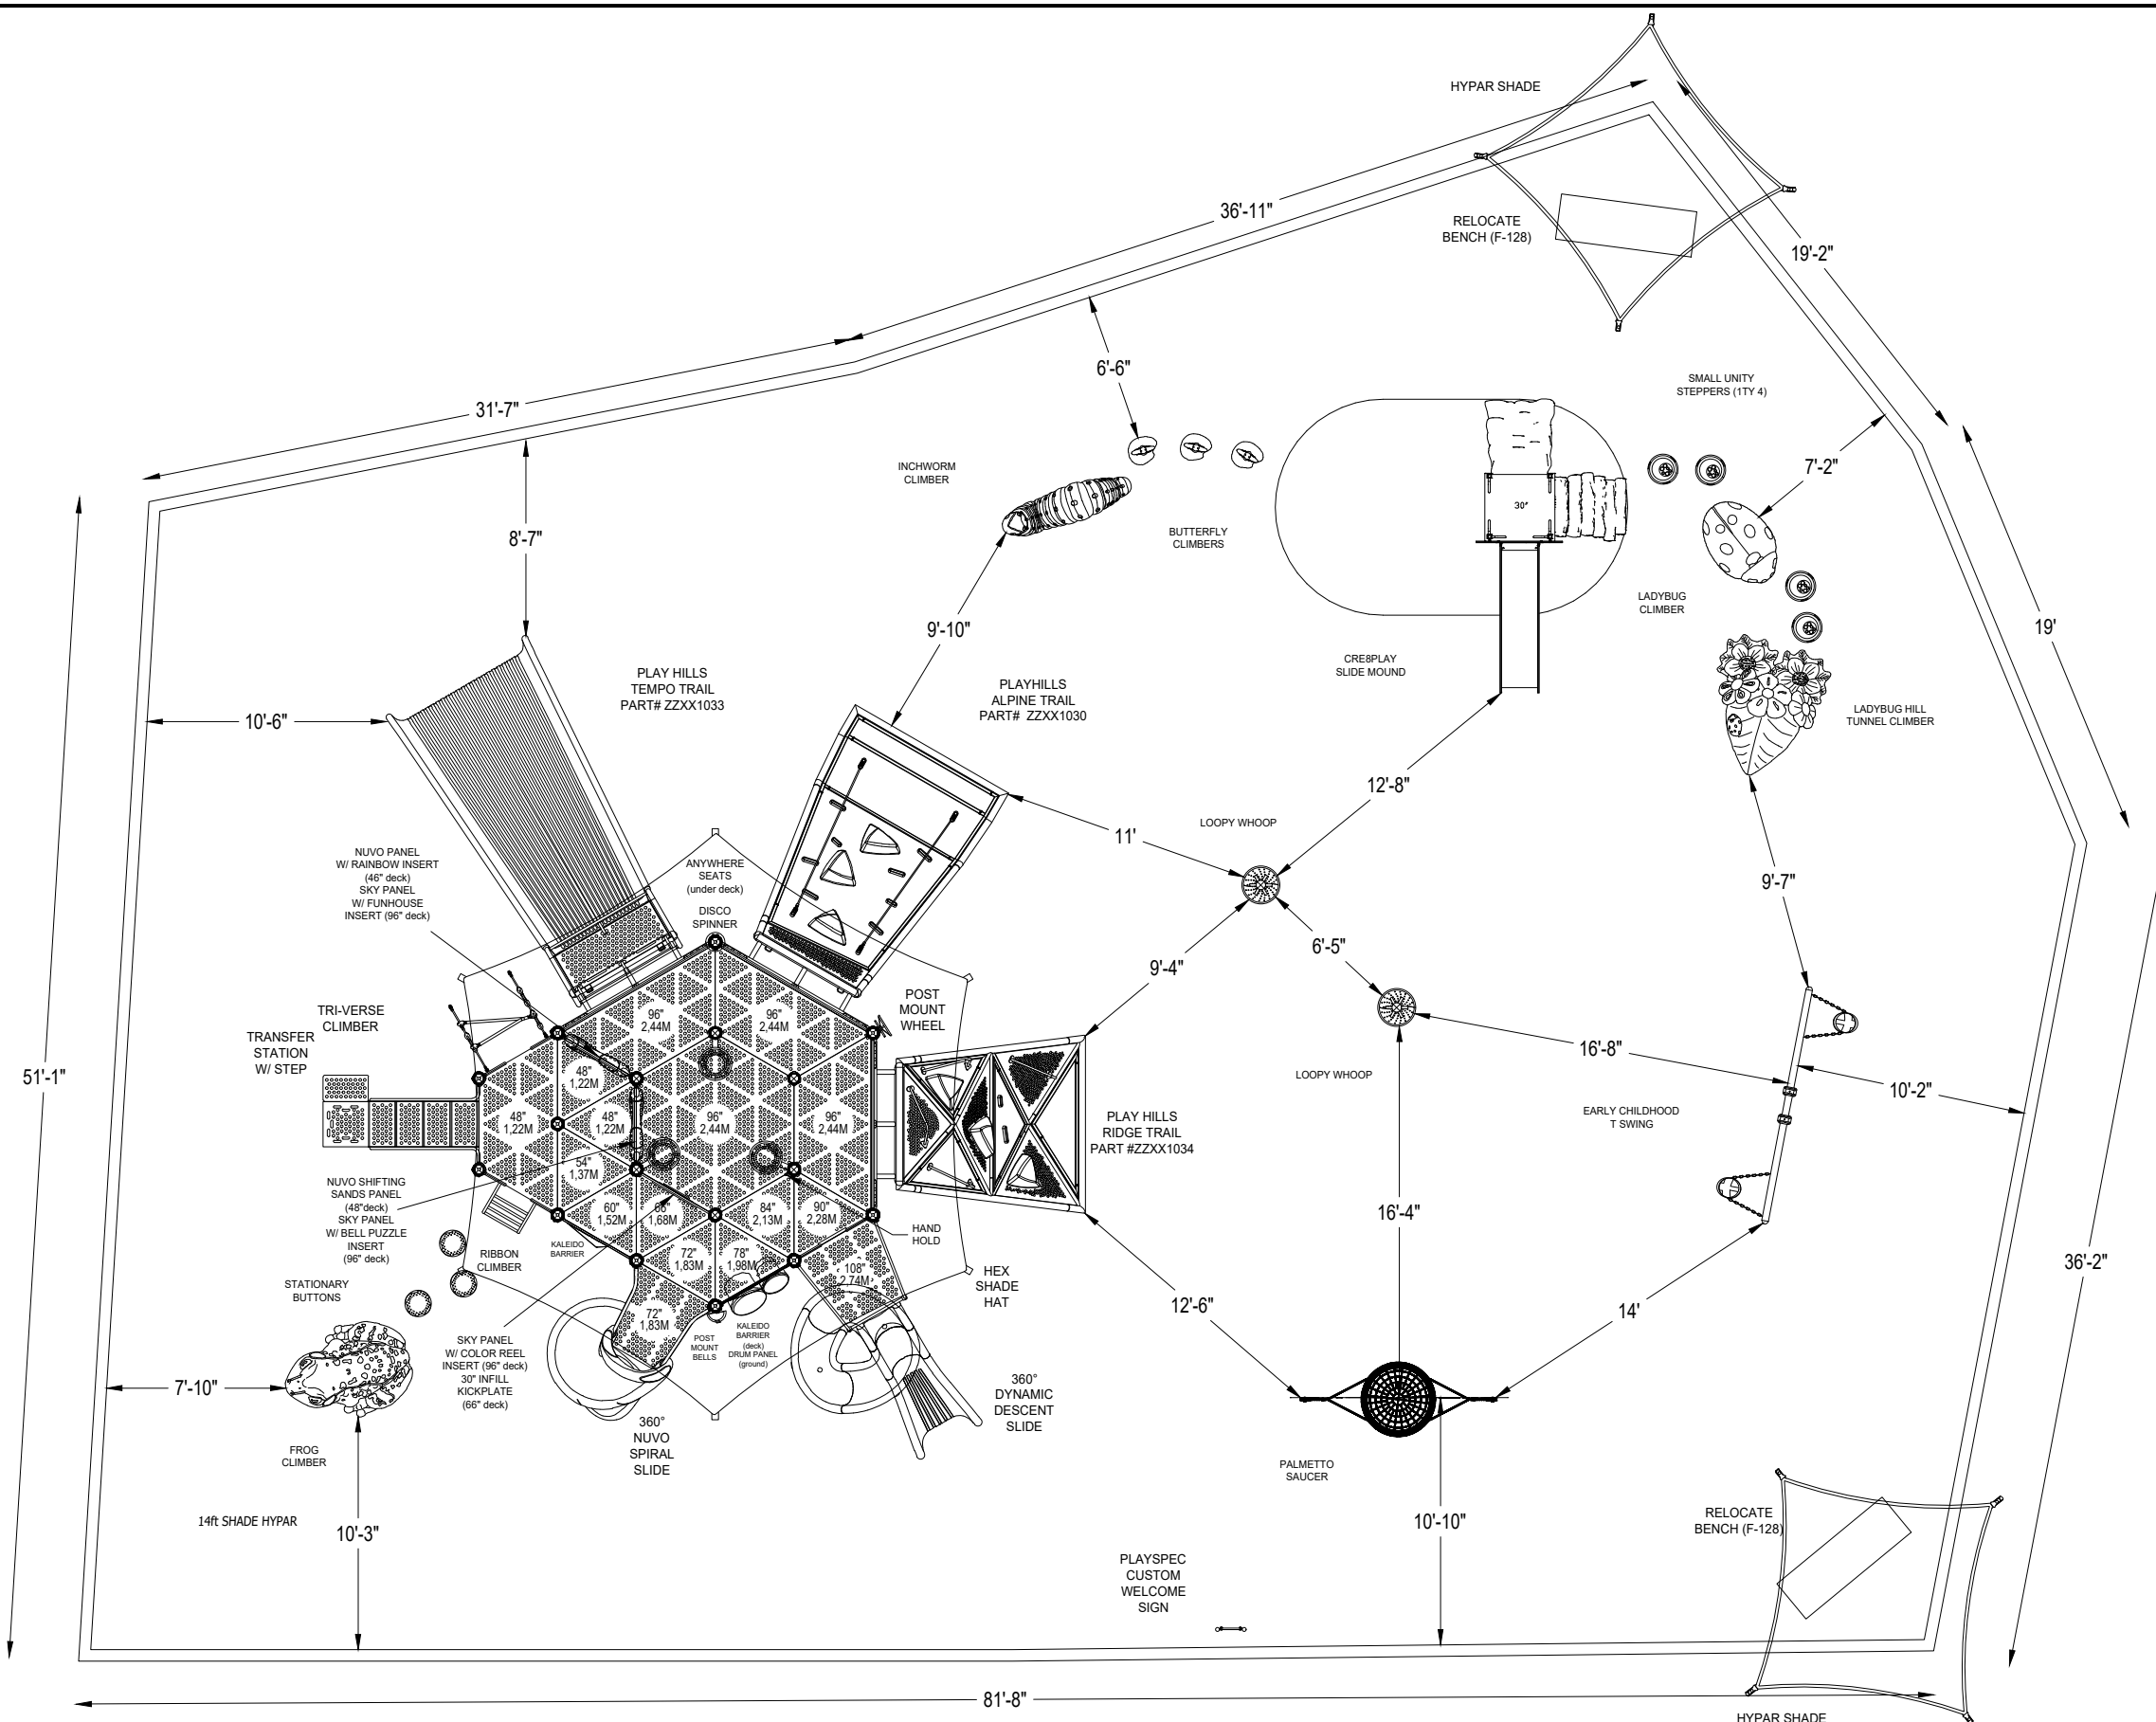 HYPAR SHADE
36'-11"
RELOCATE
BENCH (F-128)
19'-2"
6'-6"
31'-7"
SMALL UNITY
STEPPERS (1TY 4)
INCHWORM
CLIMBER
7'-2"
30"
8'-7"
BUTTERFLY
CLIMBERS
LADYBUG
CLIMBER
9'-10"
19'
CRE8PLAY
SLIDE MOUND
PLAY HILLS
TEMPO TRAIL
PART# ZZXX1033
PLAYHILLS
ALPINE TRAIL
PART# ZZXX1030
10'-6"
LADYBUG HILL
TUNNEL CLIMBER
12'-8"
LOOPY WHOOP
11'
NUVO PANEL
W/ RAINBOW INSERT
(46" deck)
SKY PANEL
W/ FUNHOUSE
INSERT (96" deck)
ANYWHERE
SEATS
(under deck)
DISCO
SPINNER
9'-7"
6'-5"
9'-4"
POST
MOUNT
WHEEL
TRI-VERSE
CLIMBER
TRANSFER
STATION
W/ STEP
96"
2,44M
96"
2,44M
16'-8"
51'-1"
48"
1,22M
LOOPY WHOOP
10'-2"
48"
1,22M
48"
1,22M
96"
2,44M
96"
2,44M
PLAY HILLS
RIDGE TRAIL
PART #ZZXX1034
EARLY CHILDHOOD
T SWING
54"
1,37M
NUVO SHIFTING
SANDS PANEL
(48"deck)
SKY PANEL
W/ BELL PUZZLE
INSERT
(96" deck)
60"
1,52M
66"
1,68M
84"
2,13M
90"
2,28M
16'-4"
HAND
HOLD
KALEIDO
BARRIER
RIBBON
CLIMBER
72"
1,83M
78"
1,98M
108"
2,74M
HEX
SHADE
HAT
36'-2"
STATIONARY
BUTTONS
12'-6"
14'
72"
1,83M
SKY PANEL
W/ COLOR REEL
INSERT (96" deck)
30" INFILL
KICKPLATE
(66" deck)
POST
MOUNT
BELLS
KALEIDO
BARRIER
(deck)
DRUM PANEL
(ground)
7'-10"
360°
DYNAMIC
DESCENT
SLIDE
360°
NUVO
SPIRAL
SLIDE
FROG
CLIMBER
PALMETTO
SAUCER
14ft SHADE HYPAR
10'-3"
10'-10"
RELOCATE
BENCH (F-128)
PLAYSPEC
CUSTOM
WELCOME
SIGN
81'-8"
HYPAR SHADE